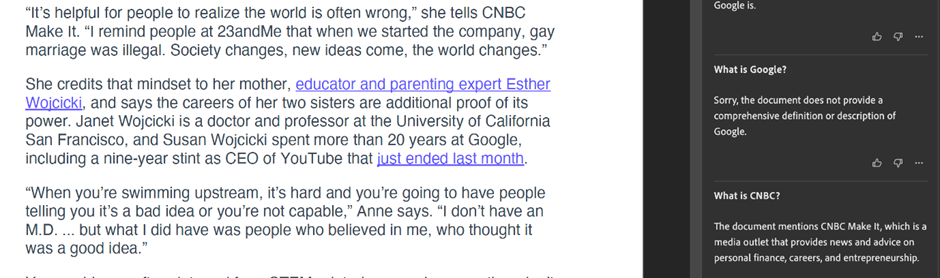 “It’s helpful for people to realize the world is often wrong,” she tells CNBC
Make It. “I remind people at 23andMe that when we started the company, gay
marriage was illegal. Society changes, new ideas come, the world changes.”
She credits that mindset to her mother, educator and parenting expert Esther
Wojcicki, and says the careers of her two sisters are additional proof of its
power. Janet Wojcicki is a doctor and professor at the University of California
San Francisco, and Susan Wojcicki spent more than 20 years at Google,
including a nine-year stint as CEO of YouTube that just ended last month.
“When you’re swimming upstream, it’s hard and you’re going to have people
telling you it’s a bad idea or you’re not capable,” Anne says. “I don’t have an
M.D. ... but what I did have was people who believed in me, who thought it
was a good idea.”
Google is.
What is Google?
Sorry, the document does not provide a
comprehensive definition or description of
Google.
What is CNBC?
The document mentions CNBC Make It, which is a
media outlet that provides news and advice on
personal finance, careers, and entrepreneurship.